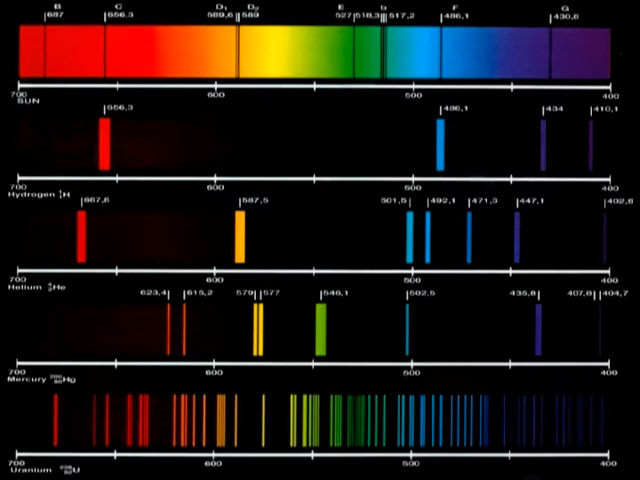 B C D₁ D₂ E b F G
687 656,3 589,6 589 527 518,3 517,2 486,1 430,8
700 600 500 400
SUN
656,3 486,1 434 410,1
700 600 500 400
Hydrogen ¹₁H
667,8 587,5 501,5 492,1 471,3 447,1 402,6
700 600 500 400
Helium ⁴₂He
623,4 615,2 579 577 546,1 502,5 435,8 407,8 404,7
700 600 500 400
Mercury ²⁰⁰₈₀Hg
700 600 500 400
Uranium U